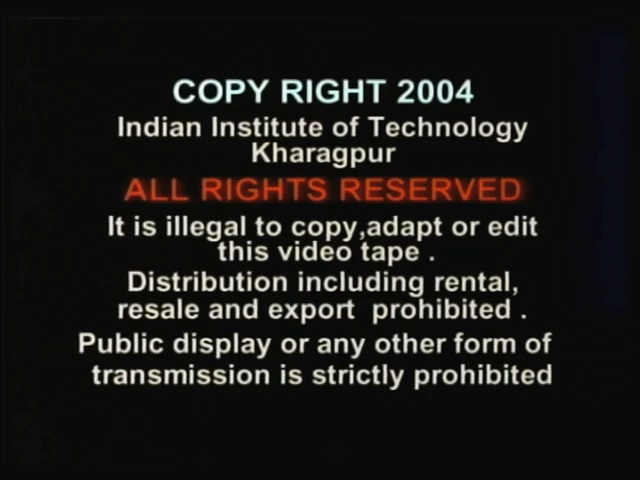 COPY RIGHT 2004
Indian Institute of Technology
Kharagpur
ALL RIGHTS RESERVED
It is illegal to copy,adapt or edit
this video tape .
Distribution including rental,
resale and export prohibited .
Public display or any other form of
transmission is strictly prohibited